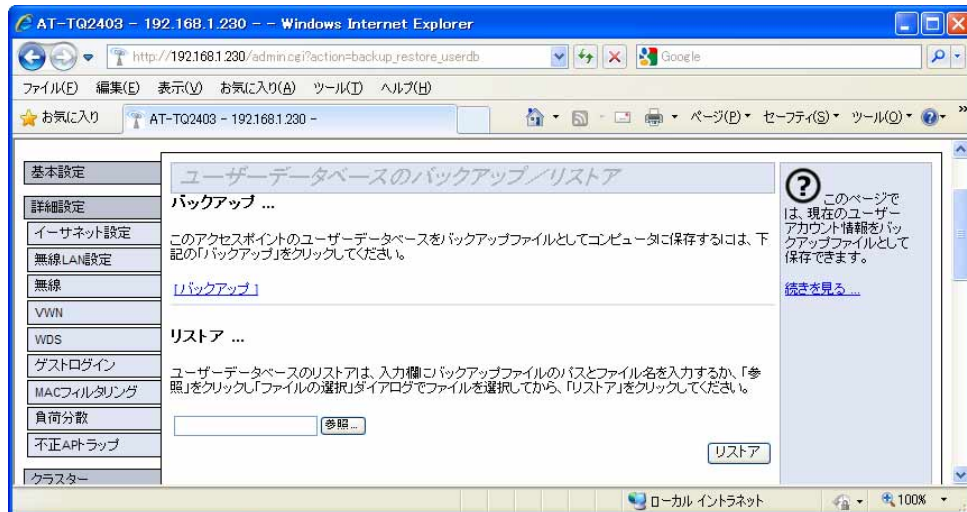 AT-TQ2403 - 192.168.1.230 - - Windows Internet Explorer
http://192.168.1.230/admin.cgi?action=backup_restore_userdb
Google
ファイル(F) 編集(E) 表示(V) お気に入り(A) ツール(T) ヘルプ(H)
お気に入り
AT-TQ2403 - 192.168.1.230 -
ページ(P) セーフティ(S) ツール(O)
基本設定
詳細設定
イーサネット設定
無線LAN設定
無線
VWN
WDS
ゲストログイン
MACフィルタリング
負荷分散
不正APトラップ
クラスター
ユーザーデータベースのバックアップ／リストア
バックアップ ...
このアクセスポイントのユーザーデータベースをバックアップファイルとしてコンピュータに保存するには、下
記の「バックアップ」をクリックしてください。
[バックアップ]
リストア ...
ユーザーデータベースのリストアは、入力欄にバックアップファイルのパスとファイル名を入力するか、「参
照」をクリックし「ファイルの選択」ダイアログでファイルを選択してから、「リストア」をクリックしてください。
参照...
リストア
このページで
は、現在のユーザー
アカウント情報をバッ
クアップファイルとして
保存できます。
続きを見る ...
ローカル イントラネット
100%